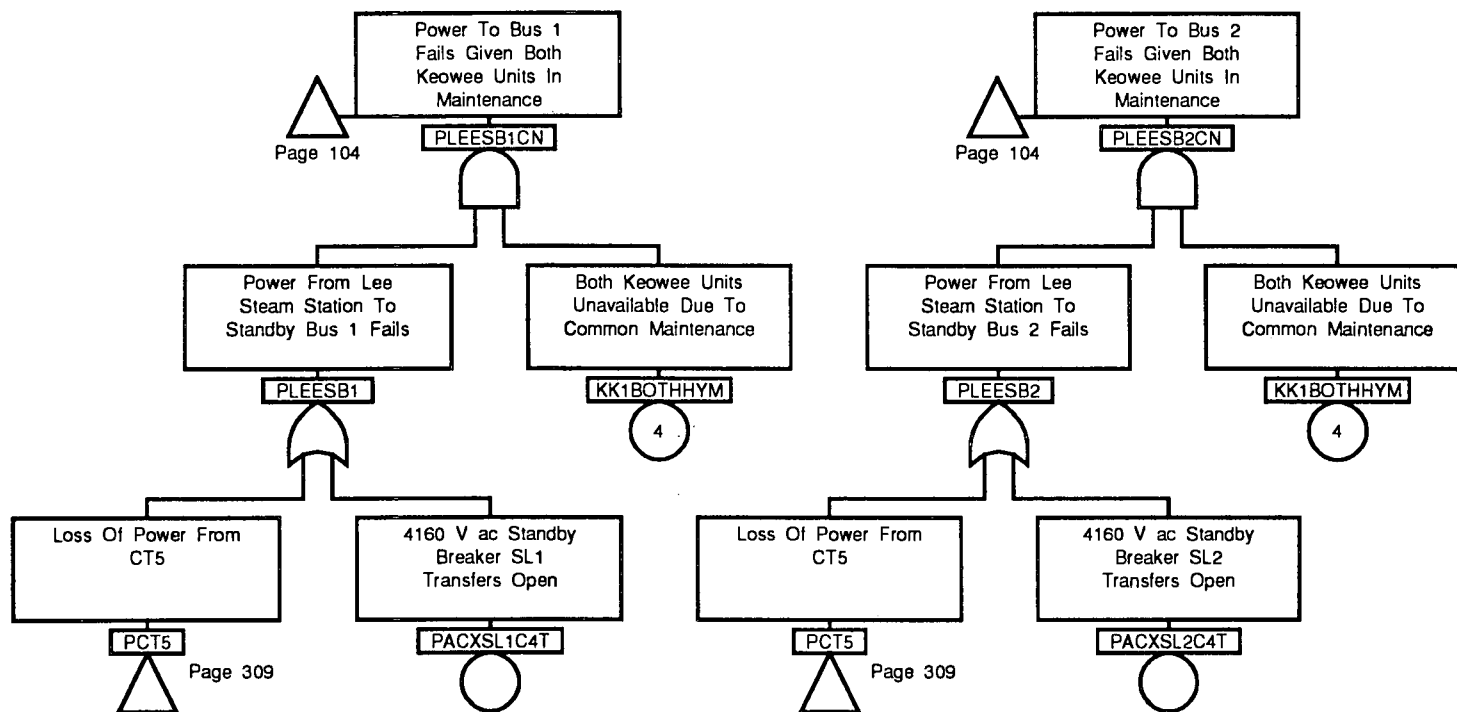 Power To Bus 1
Fails Given Both
Keowee Units In
Maintenance
Page 104
PLEESB1CN
Power To Bus 2
Fails Given Both
Keowee Units In
Maintenance
Page 104
PLEESB2CN
Power From Lee
Steam Station To
Standby Bus 1 Fails
PLEESB1
Both Keowee Units
Unavailable Due To
Common Maintenance
KK1BOTHHYM
4
Power From Lee
Steam Station To
Standby Bus 2 Fails
PLEESB2
Both Keowee Units
Unavailable Due To
Common Maintenance
KK1BOTHHYM
4
Loss Of Power From
CT5
PCT5
Page 309
4160 V ac Standby
Breaker SL1
Transfers Open
PACXSL1C4T
Loss Of Power From
CT5
PCT5
Page 309
4160 V ac Standby
Breaker SL2
Transfers Open
PACXSL2C4T